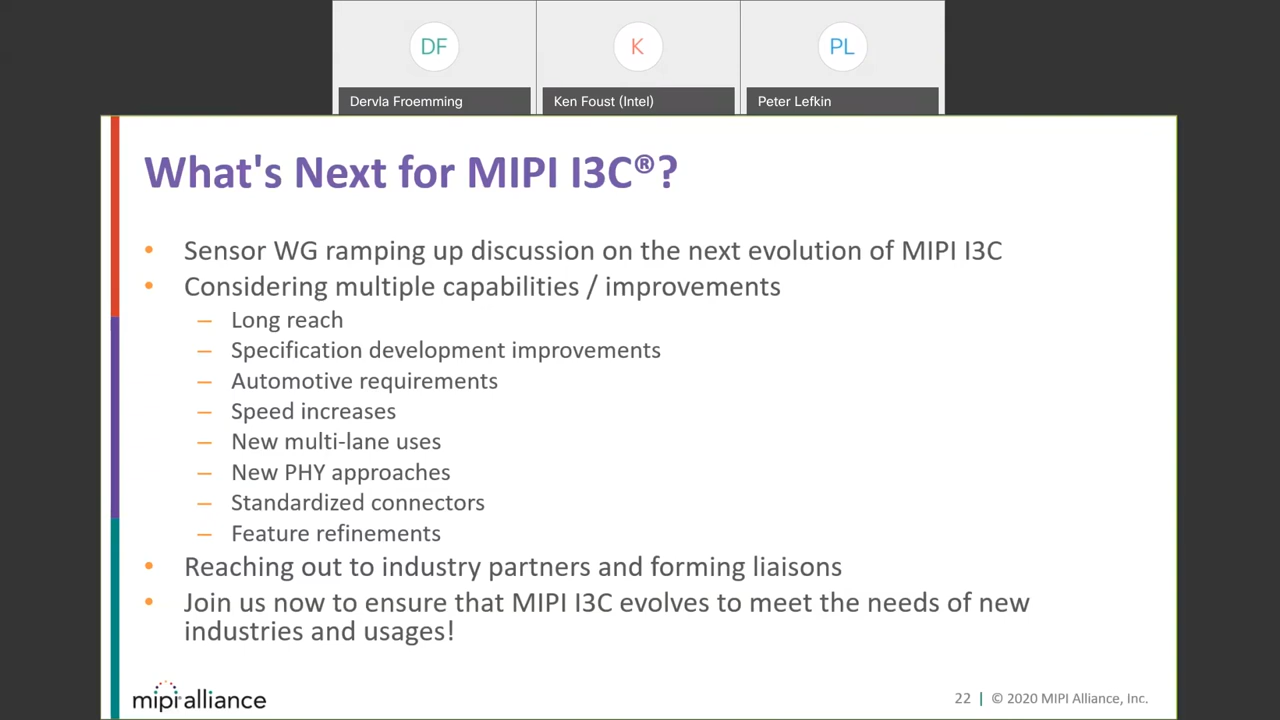 DF
K
PL
Dervla Froemming
Ken Foust (Intel)
Peter Lefkin
What's Next for MIPI I3C®?
• Sensor WG ramping up discussion on the next evolution of MIPI I3C
• Considering multiple capabilities / improvements
– Long reach
– Specification development improvements
– Automotive requirements
– Speed increases
– New multi-lane uses
– New PHY approaches
– Standardized connectors
– Feature refinements
• Reaching out to industry partners and forming liaisons
• Join us now to ensure that MIPI I3C evolves to meet the needs of new
industries and usages!
mipi alliance
22 | © 2020 MIPI Alliance, Inc.